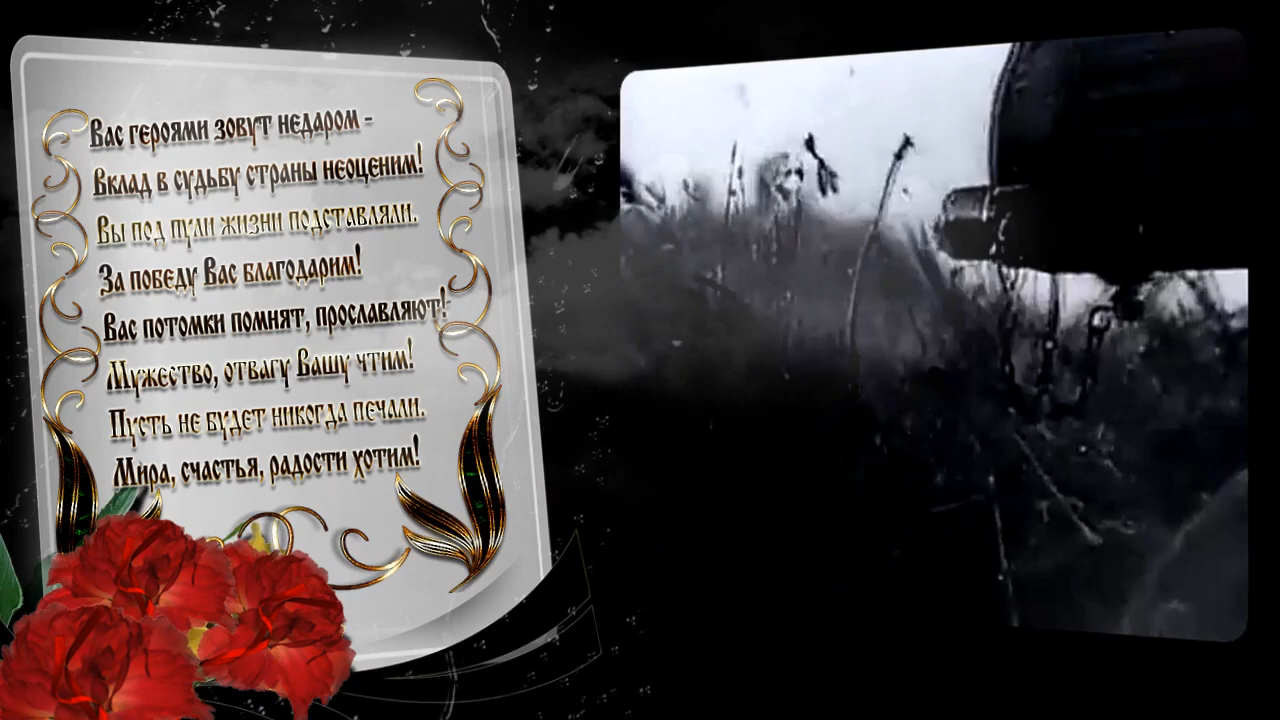 Вас героями зовут недаром -
Вклад в судьбу страны неоценим!
Вы под пули жизни подставляли.
За победу Вас благодарим!
Вас потомки помнят, прославляют!
Мужество, отвагу Вашу чтим!
Пусть не будет никогда печали.
Мира, счастья, радости хотим!